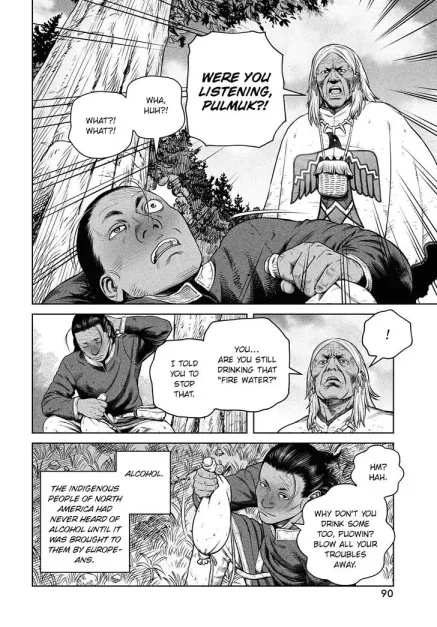 WERE YOU
LISTENING,
PULMUK?!
WHA,
HUH?!
WHAT?!
WHAT?!
!
YOU...
ARE YOU STILL
DRINKING THAT
"FIRE WATER?"
I TOLD
YOU TO
STOP
THAT.
ALCOHOL.
THE INDIGENOUS
PEOPLE OF NORTH
AMERICA HAD
NEVER HEARD OF
ALCOHOL UNTIL IT
WAS BROUGHT TO
THEM BY EUROPE-
ANS.
HM?
HAH.
WHY DON'T YOU
DRINK SOME
TOO, PUOWIN?
BLOW ALL YOUR
TROUBLES
AWAY.
90